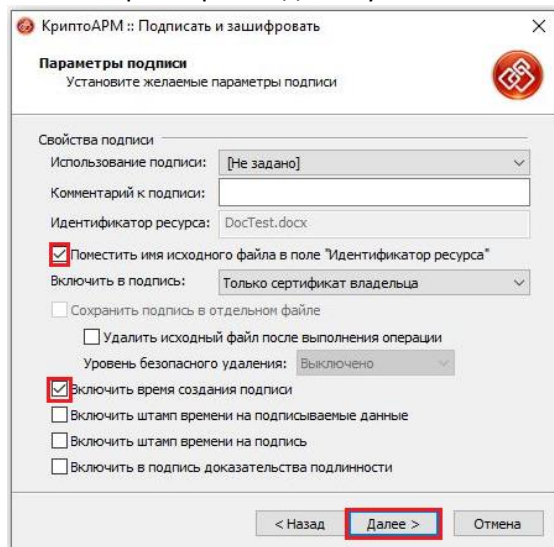 КриптоАРМ :: Подписать и зашифровать
Параметры подписи
Установите желаемые параметры подписи
Свойства подписи
Использование подписи: [Не задано]
Комментарий к подписи:
Идентификатор ресурса: DocTest.docx
Поместить имя исходного файла в поле "Идентификатор ресурса"
Включить в подпись: Только сертификат владельца
Сохранить подпись в отдельном файле
Удалить исходный файл после выполнения операции
Уровень безопасного удаления: Выключено
Включить время создания подписи
Включить штамп времени на подписываемые данные
Включить штамп времени на подпись
Включить в подпись доказательства подлинности
< Назад Далее > Отмена